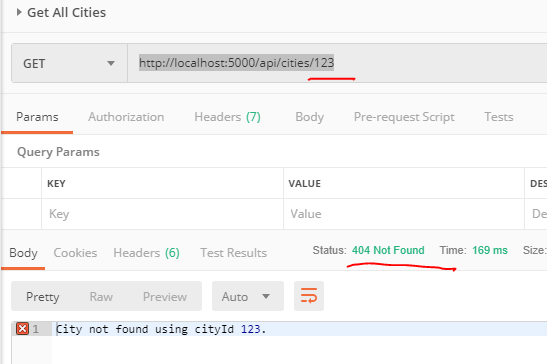 Get All Cities
GET http://localhost:5000/api/cities/123
Params Authorization Headers (7) Body Pre-request Script Tests
Query Params
KEY VALUE DES
Key Value De
Body Cookies Headers (6) Test Results Status: 404 Not Found Time: 169 ms Size:
Pretty Raw Preview Auto
1 City not found using cityId 123.